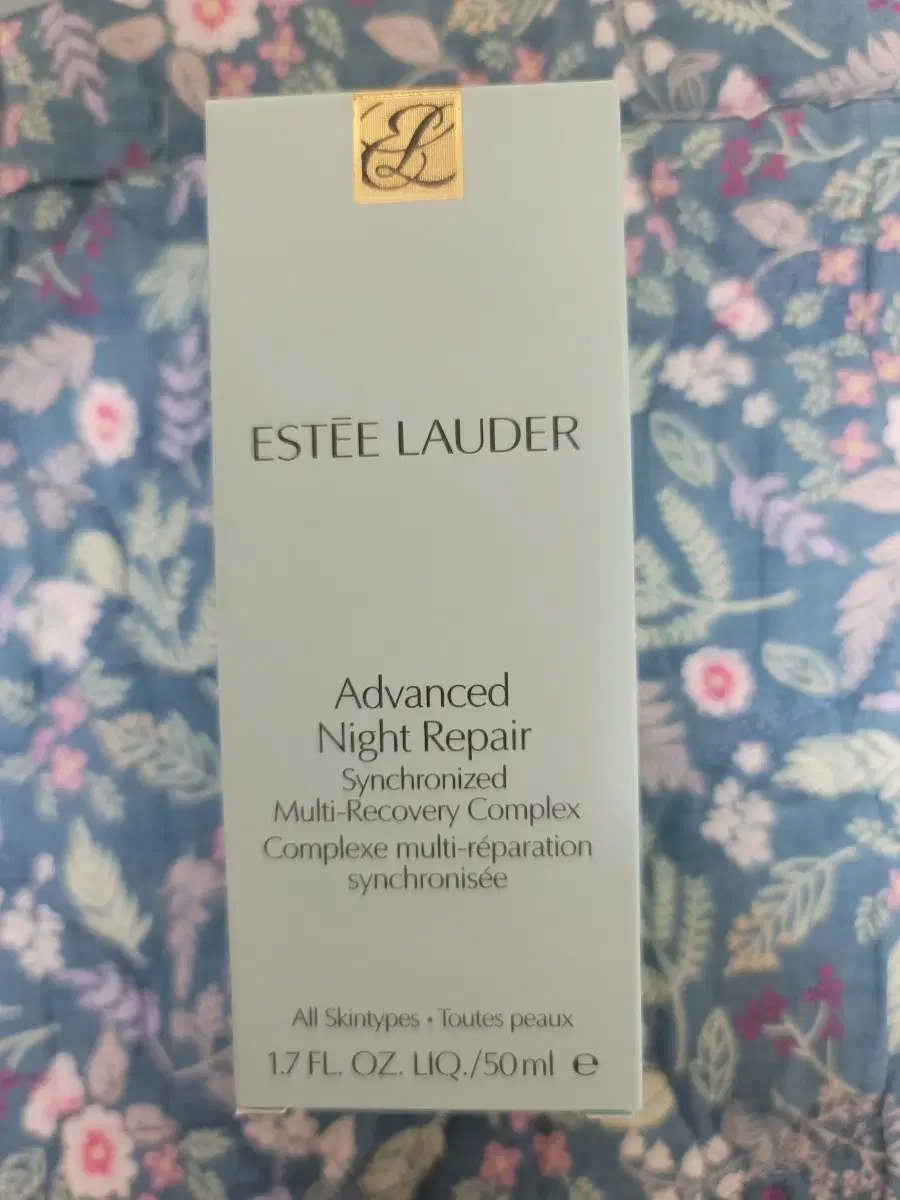 EL
ESTĒE LAUDER
Advanced
Night Repair
Synchronized
Multi-Recovery Complex
Complexe multi-réparation
synchronisée
All Skintypes • Toutes peaux
1.7 FL. OZ. LIQ./50 ml ℮